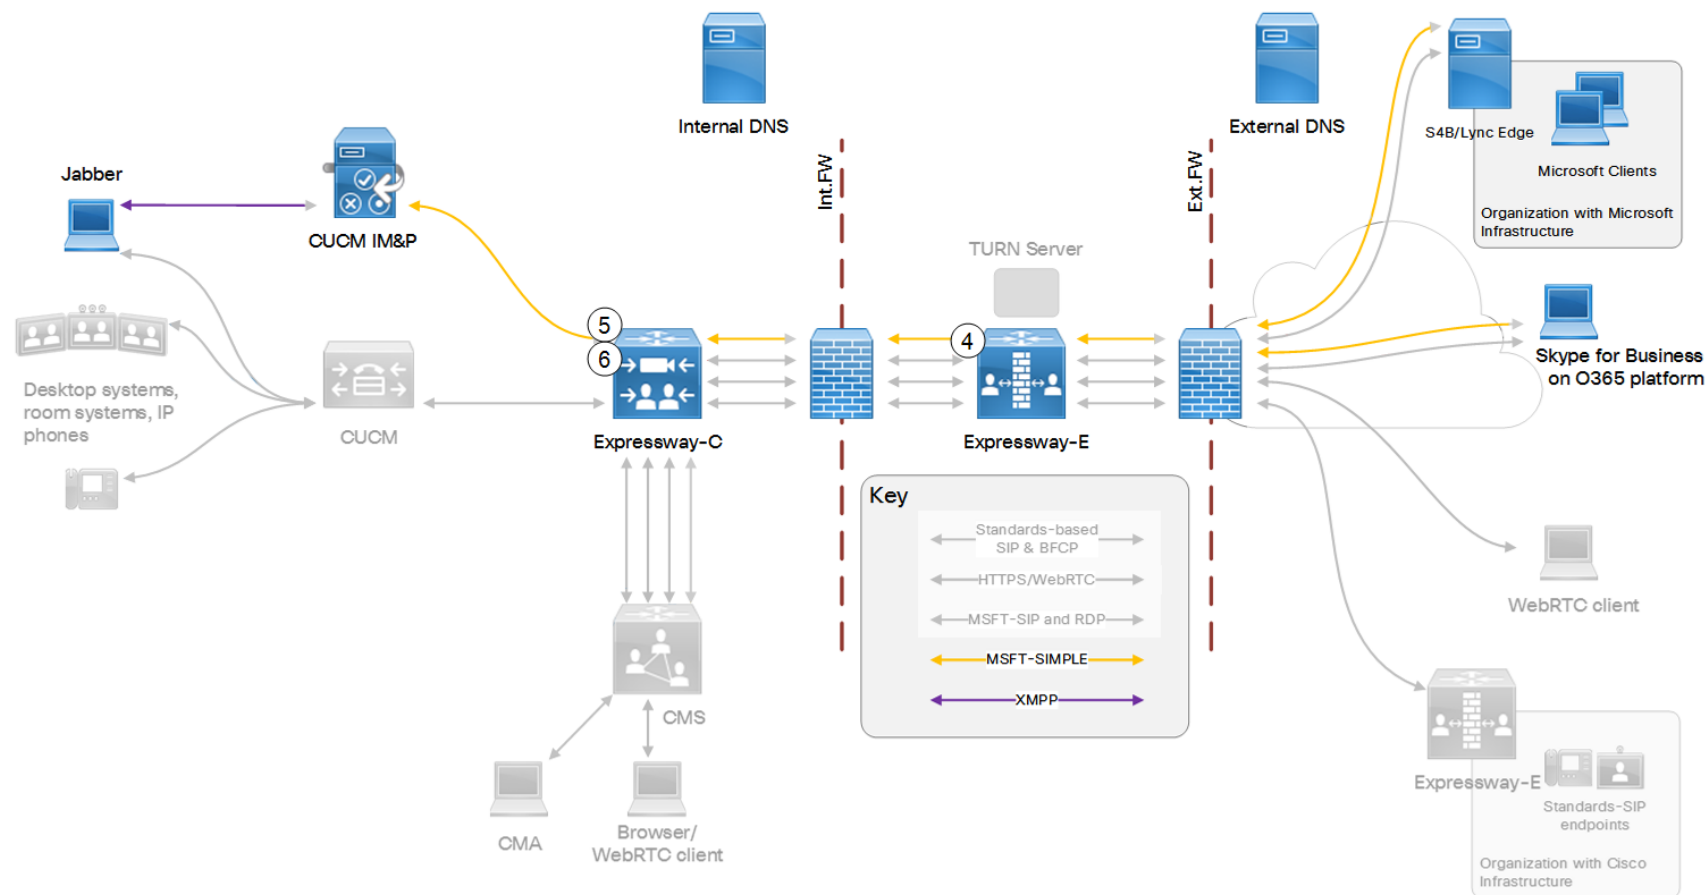 Internal DNS
External DNS
S4B/Lync Edge
Microsoft Clients
Organization with Microsoft
Infrastructure
Jabber
CUCM IM&P
Int.FW
Ext.FW
TURN Server
5
6
4
Skype for Business
on O365 platform
Desktop systems,
room systems, IP
phones
CUCM
Expressway-C
Expressway-E
Key
Standards-based
SIP & BFCP
HTTPS/WebRTC
MSFT-SIP and RDP
MSFT-SIMPLE
XMPP
WebRTC client
CMS
CMA
Browser/
WebRTC client
Expressway-E
Standards-SIP
endpoints
Organization with Cisco
Infrastructure